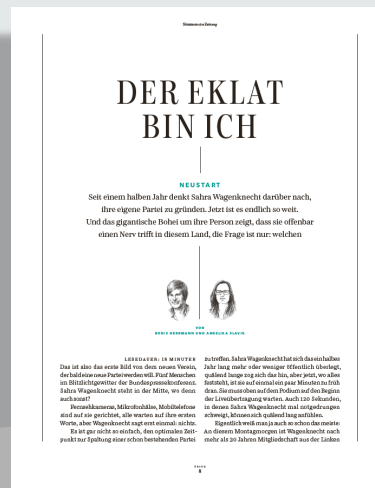 Süddeutsche Zeitung
DER EKLAT
BIN ICH
NEUSTART
Seit einem halben Jahr denkt Sahra Wagenknecht darüber nach,
ihre eigene Partei zu gründen. Jetzt ist es endlich so weit.
Und das gigantische Bohei um ihre Person zeigt, dass sie offenbar
einen Nerv trifft in diesem Land, die Frage ist nur: welchen
VON
BORIS HERRMANN UND ANGELIKA SLAVIK
LESEDAUER: 18 MINUTEN
Das ist also das erste Bild von dem neuen Verein,
der bald eine neue Partei werden will. Fünf Menschen
im Blitzlichtgewitter der Bundespressekonferenz.
Sahra Wagenknecht steht in der Mitte, wo denn
auch sonst?
Fernsehkameras, Mikrofonhälse, Mobiltelefone
sind auf sie gerichtet, alle warten auf ihre ersten
Worte, aber Wagenknecht sagt erst einmal: nichts.
Es ist gar nicht so einfach, den optimalen Zeit-
punkt zur Spaltung einer schon bestehenden Partei
zu treffen. Sahra Wagenknecht hat sich das ein halbes
Jahr lang mehr oder weniger öffentlich überlegt,
quälend lange zog sich das hin, aber jetzt, wo alles
feststeht, ist sie auf einmal ein paar Minuten zu früh
dran. Sie muss oben auf dem Podium auf den Beginn
der Liveübertragung warten. Auch 120 Sekunden,
in denen Sahra Wagenknecht mal notgedrungen
schweigt, können sich quälend lang anfühlen.
Eigentlich weiß man ja auch so schon das meiste:
An diesem Montagmorgen ist Wagenknecht nach
mehr als 30 Jahren Mitgliedschaft aus der Linken
SEITE
8